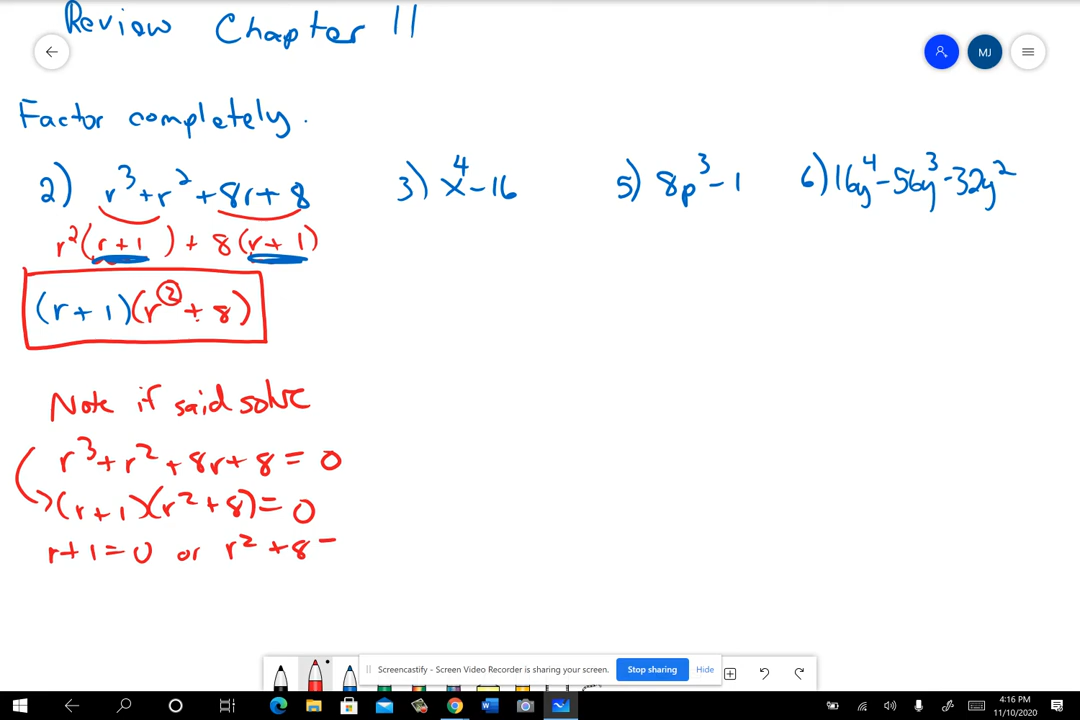 Review Chapter 11
MJ
Factor completely.
2) r³+r²+8r+8
r²(r+1)+8(r+1)
(r+1)(r²+8)
3) x⁴-16
5) 8p³-1
6) 16y⁴-56y³-32y²
Note if said solve
r³+r²+8r+8=0
(r+1)(r²+8)=0
r+1=0 or r²+8-
Screencastify - Screen Video Recorder is sharing your screen.
Stop sharing
Hide
4:16 PM
11/10/2020